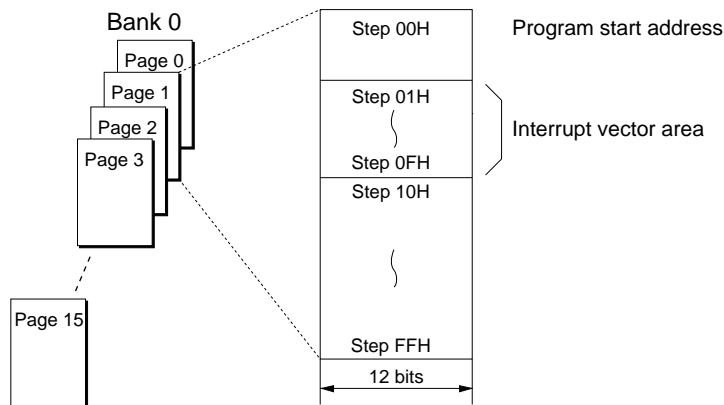 Bank 0
Page 0
Page 1
Page 2
Page 3
Page 15
Step 00H
Program start address
Step 01H
Interrupt vector area
Step 0FH
Step 10H
Step FFH
12 bits